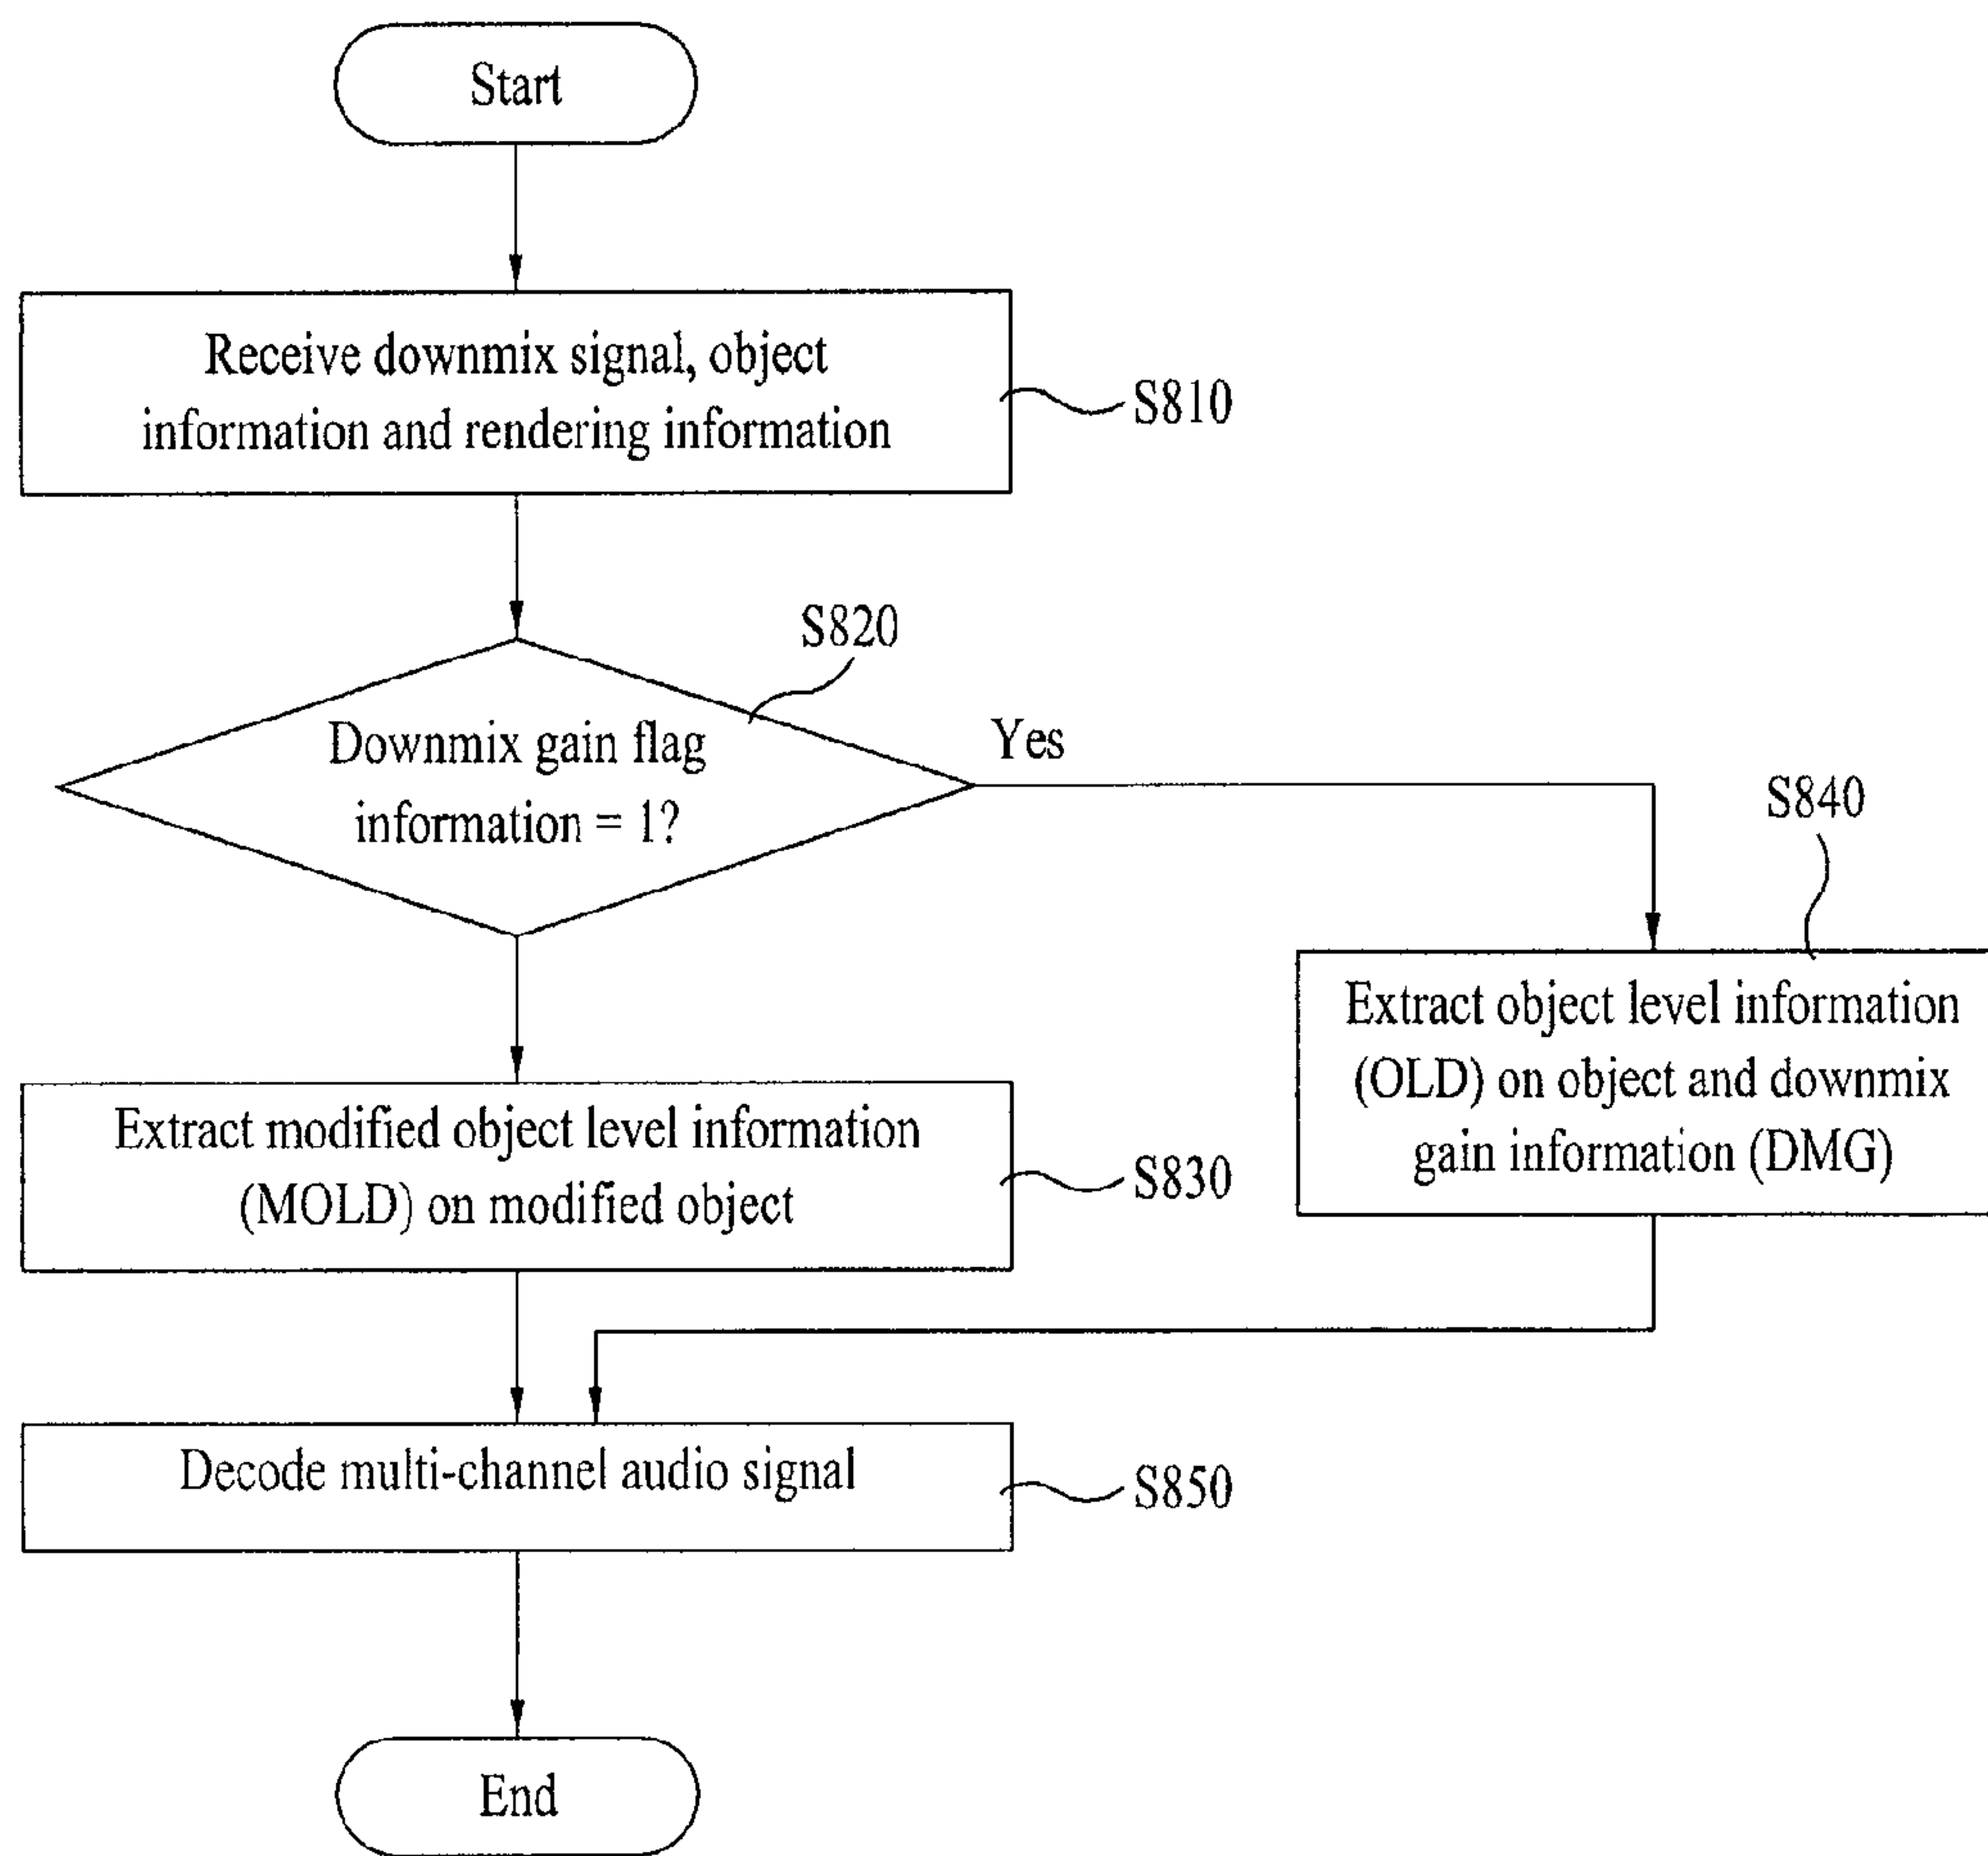 Start
Receive downmix signal, object
information and rendering information
S810
S820
Downmix gain flag
information = 1?
Yes
S840
Extract object level information
(OLD) on object and downmix
gain information (DMG)
Extract modified object level information
(MOLD) on modified object
S830
Decode multi-channel audio signal
S850
End